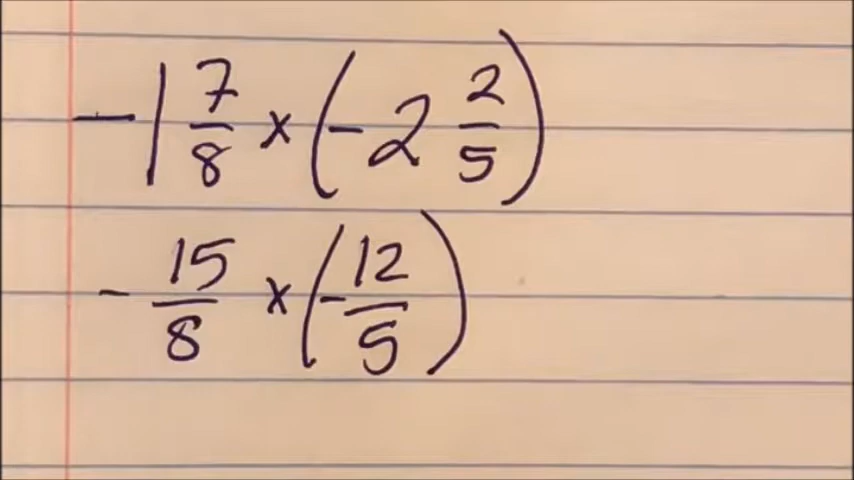 -1 7/8 × (-2 2/5)
-15/8 × (-12/5)